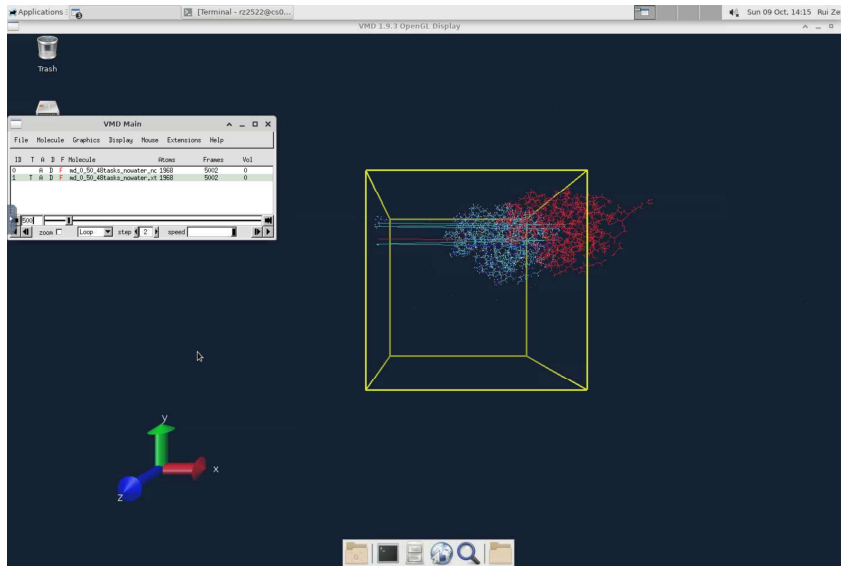 Applications
[Terminal - rz2522@cs0...
Sun 09 Oct, 14:15 Rui Ze
VMD 1.9.3 OpenGL Display
Trash
VMD Main
File Molecule Graphics Display Mouse Extensions Help
ID T A D F Molecule Atoms Frames Vol
0 A D F md_0_50_48tasks_nowater_nc 1968 5002 0
1 T A D F md_0_50_48tasks_nowater.xt 1968 5002 0
500
zoom Loop step 2 speed
y
x
z